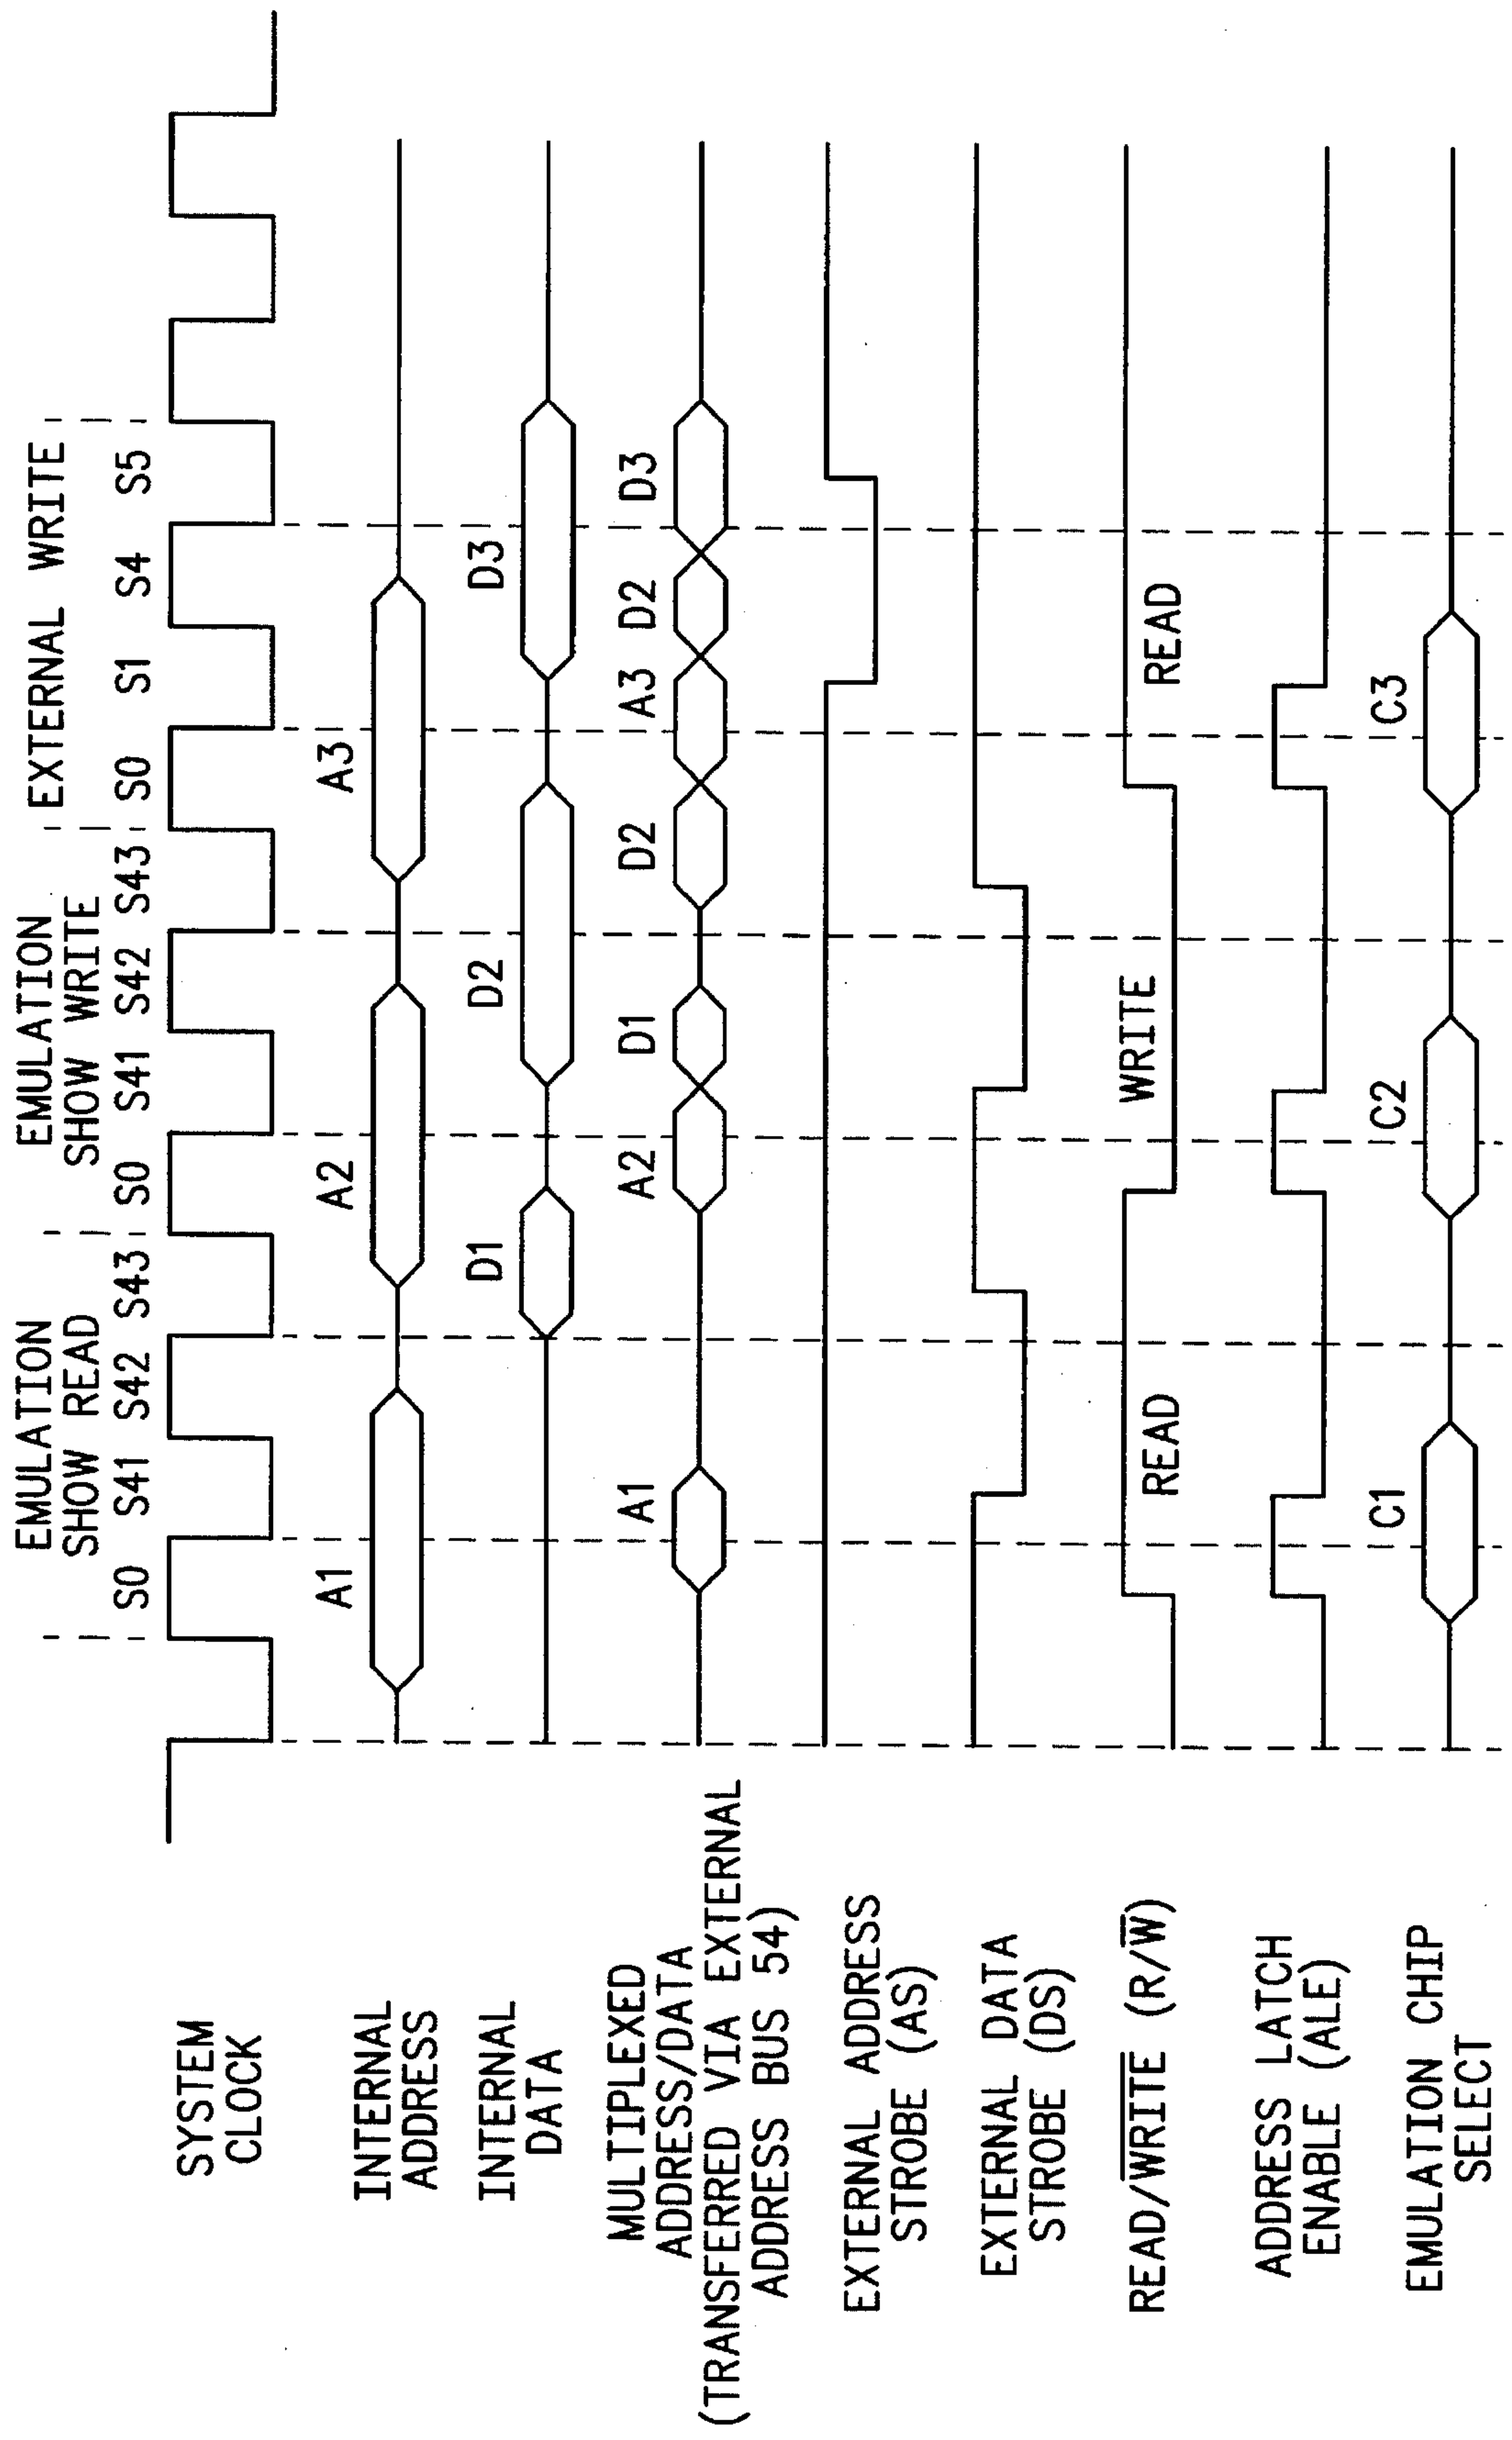 EMULATION
SHOW READ
EMULATION
SHOW WRITE
EXTERNAL WRITE
S0 S41 S42 S43 S0 S41 S42 S43 S0 S1 S4 S5
SYSTEM
CLOCK
A1 A2 A3
INTERNAL
ADDRESS
D1 D2 D3
INTERNAL
DATA
A1 A2 D1 D2 A3 D2 D3
MULTIPLEXED
ADDRESS/DATA
(TRANSFERRED VIA EXTERNAL
ADDRESS BUS 54)
EXTERNAL ADDRESS
STROBE (AS)
EXTERNAL DATA
STROBE (DS)
READ/WRITE (R/W)
READ WRITE READ
ADDRESS LATCH
ENABLE (ALE)
C1 C2 C3
EMULATION CHIP
SELECT